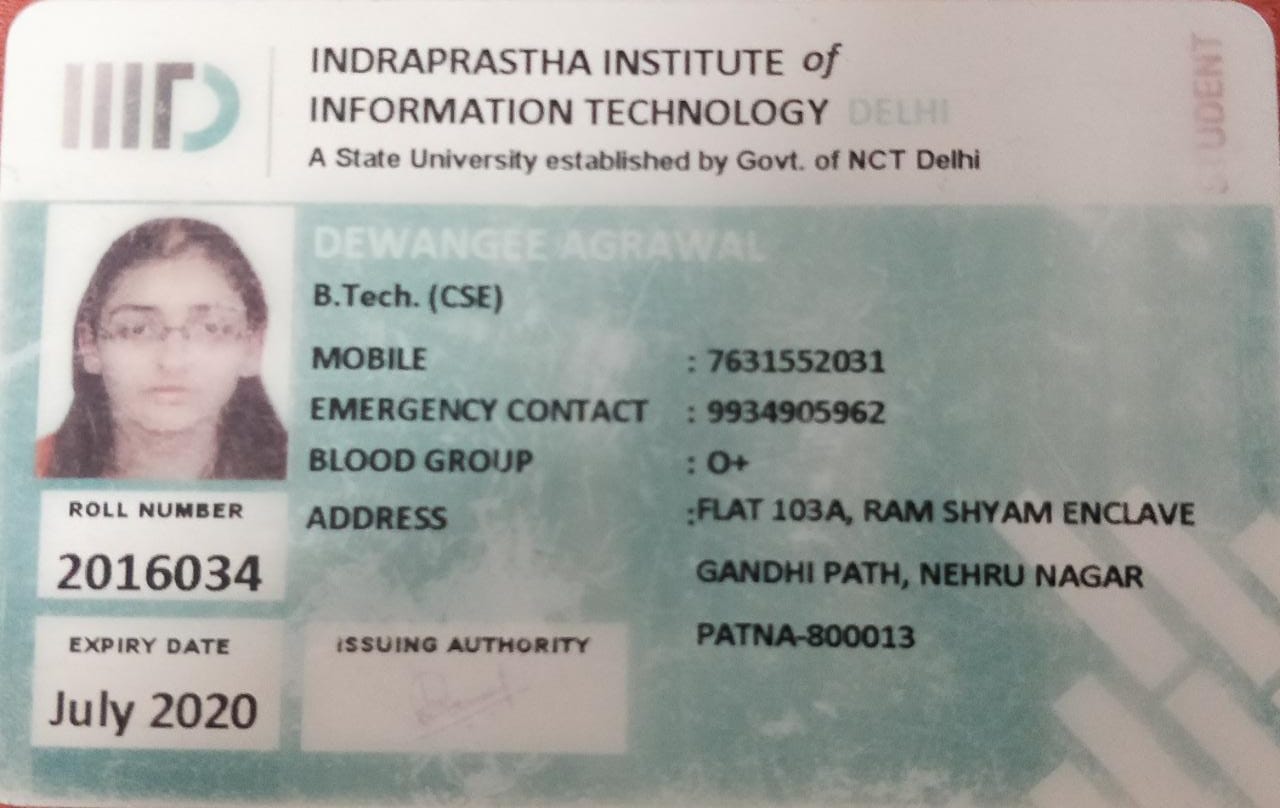 IIITD
INDRAPRASTHA INSTITUTE of
INFORMATION TECHNOLOGY DELHI
A State University established by Govt. of NCT Delhi
STUDENT
DEWANGEE AGRAWAL
B.Tech. (CSE)
MOBILE : 7631552031
EMERGENCY CONTACT : 9934905962
BLOOD GROUP : O+
ADDRESS :FLAT 103A, RAM SHYAM ENCLAVE
GANDHI PATH, NEHRU NAGAR
PATNA-800013
ROLL NUMBER
2016034
EXPIRY DATE
July 2020
ISSUING AUTHORITY